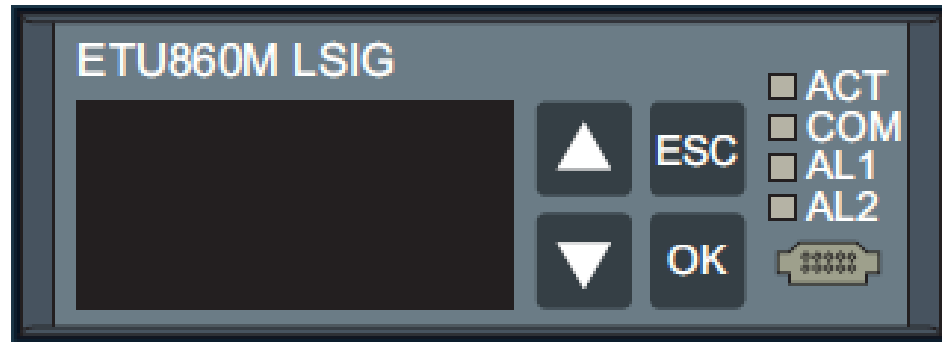 ETU860M LSIG
ACT
COM
AL1
AL2
ESC
OK